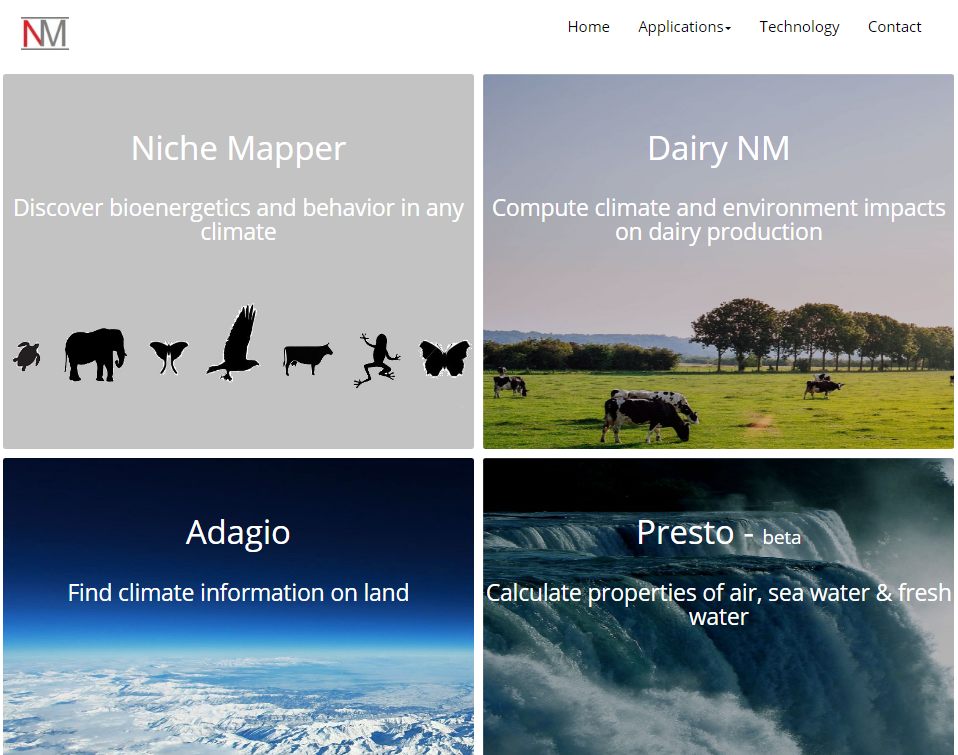 NM
Home Applications Technology Contact
Niche Mapper
Discover bioenergetics and behavior in any
climate
Dairy NM
Compute climate and environment impacts
on dairy production
Adagio
Find climate information on land
Presto - beta
Calculate properties of air, sea water & fresh
water